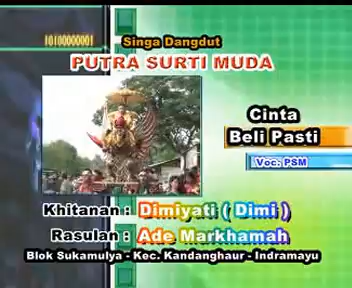 1010000001
Singa Dangdut
PUTRA SURTI MUDA
Cinta
Beli Pasti
Voc: PSM
Khitanan : Dimiyati ( Dimi )
Rasulan : Ade Markhamah
Blok Sukamulya - Kec. Kandanghaur - Indramayu